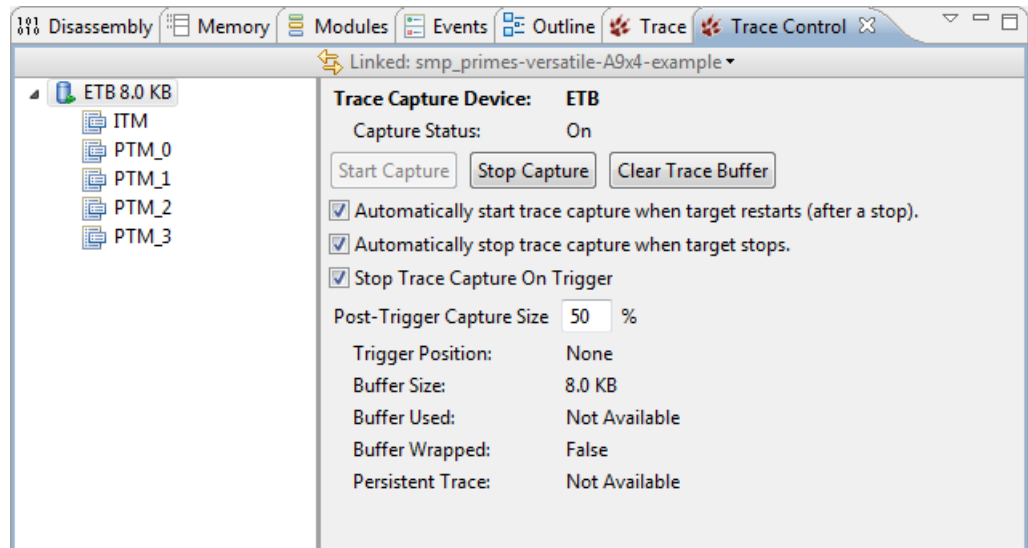 Disassembly Memory Modules Events Outline Trace Trace Control
Linked: smp_primes-versatile-A9x4-example
ETB 8.0 KB
ITM
PTM_0
PTM_1
PTM_2
PTM_3
Trace Capture Device: ETB
Capture Status: On
Start Capture Stop Capture Clear Trace Buffer
Automatically start trace capture when target restarts (after a stop).
Automatically stop trace capture when target stops.
Stop Trace Capture On Trigger
Post-Trigger Capture Size 50 %
Trigger Position: None
Buffer Size: 8.0 KB
Buffer Used: Not Available
Buffer Wrapped: False
Persistent Trace: Not Available